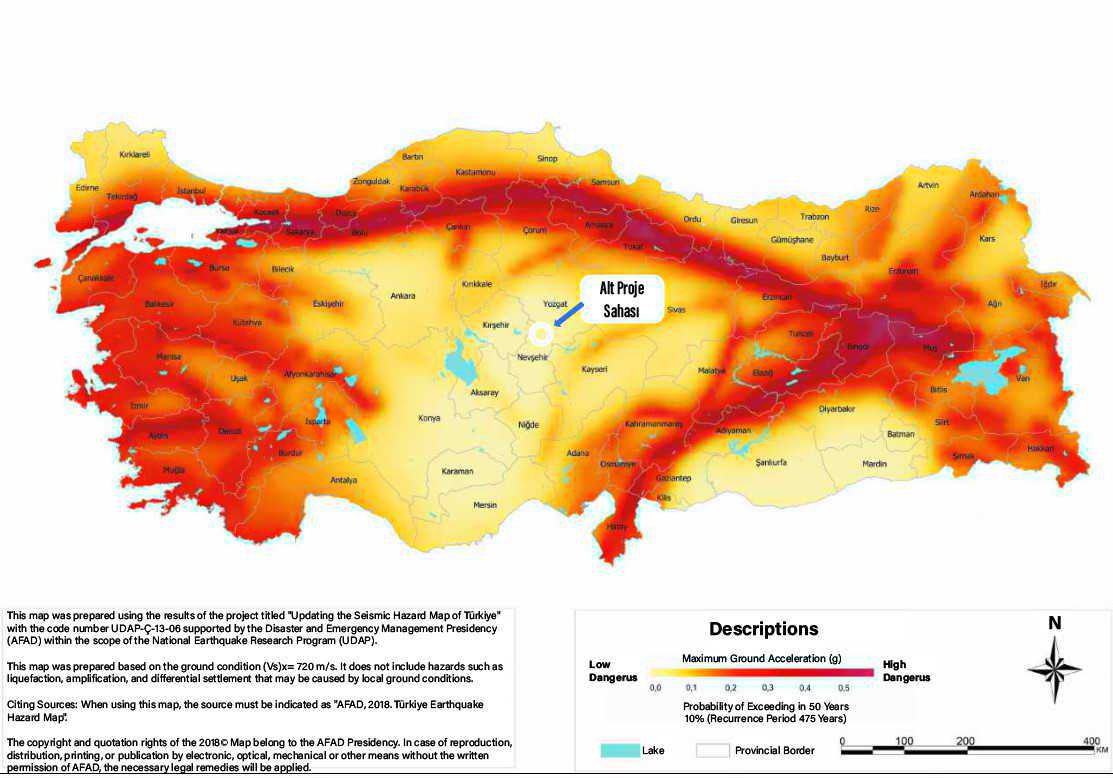 Kırklareli
Edirne
Tekirdağ
İstanbul
Kocaeli
Yalova
Sakarya
Düzce
Bolu
Zonguldak
Bartın
Karabük
Kastamonu
Sinop
Samsun
Çankırı
Çorum
Amasya
Tokat
Ordu
Giresun
Trabzon
Gümüşhane
Bayburt
Rize
Artvin
Ardahan
Kars
Erzurum
Iğdır
Ağrı
Çanakkale
Bursa
Bilecik
Balıkesir
Kütahya
Eskişehir
Ankara
Kırıkkale
Yozgat
Alt Proje
Sahası
Sivas
Erzincan
Tunceli
Kırşehir
Nevşehir
Kayseri
Malatya
Elazığ
Bingöl
Muş
Bitlis
Van
Manisa
Uşak
Afyonkarahisar
Aksaray
İzmir
Aydın
Denizli
Isparta
Burdur
Muğla
Antalya
Konya
Niğde
Karaman
Mersin
Adana
Osmaniye
Kahramanmaraş
Gaziantep
Kilis
Hatay
Adıyaman
Şanlıurfa
Diyarbakır
Batman
Mardin
Siirt
Şırnak
Hakkari
This map was prepared using the results of the project titled "Updating the Seismic Hazard Map of Türkiye"
with the code number UDAP-Ç-13-06 supported by the Disaster and Emergency Management Presidency
(AFAD) within the scope of the National Earthquake Research Program (UDAP).
This map was prepared based on the ground condition (Vs)x= 720 m/s. It does not include hazards such as
liquefaction, amplification, and differential settlement that may be caused by local ground conditions.
Citing Sources: When using this map, the source must be indicated as "AFAD, 2018. Türkiye Earthquake
Hazard Map".
The copyright and quotation rights of the 2018© Map belong to the AFAD Presidency. In case of reproduction,
distribution, printing, or publication by electronic, optical, mechanical or other means without the written
permission of AFAD, the necessary legal remedies will be applied.
Descriptions
Low
Dangerus
Maximum Ground Acceleration (g)
High
Dangerus
0,0 0,1 0,2 0,3 0,4 0,5
Probability of Exceeding in 50 Years
10% (Recurrence Period 475 Years)
Lake
Provincial Border
N
0 100 200 400
KM